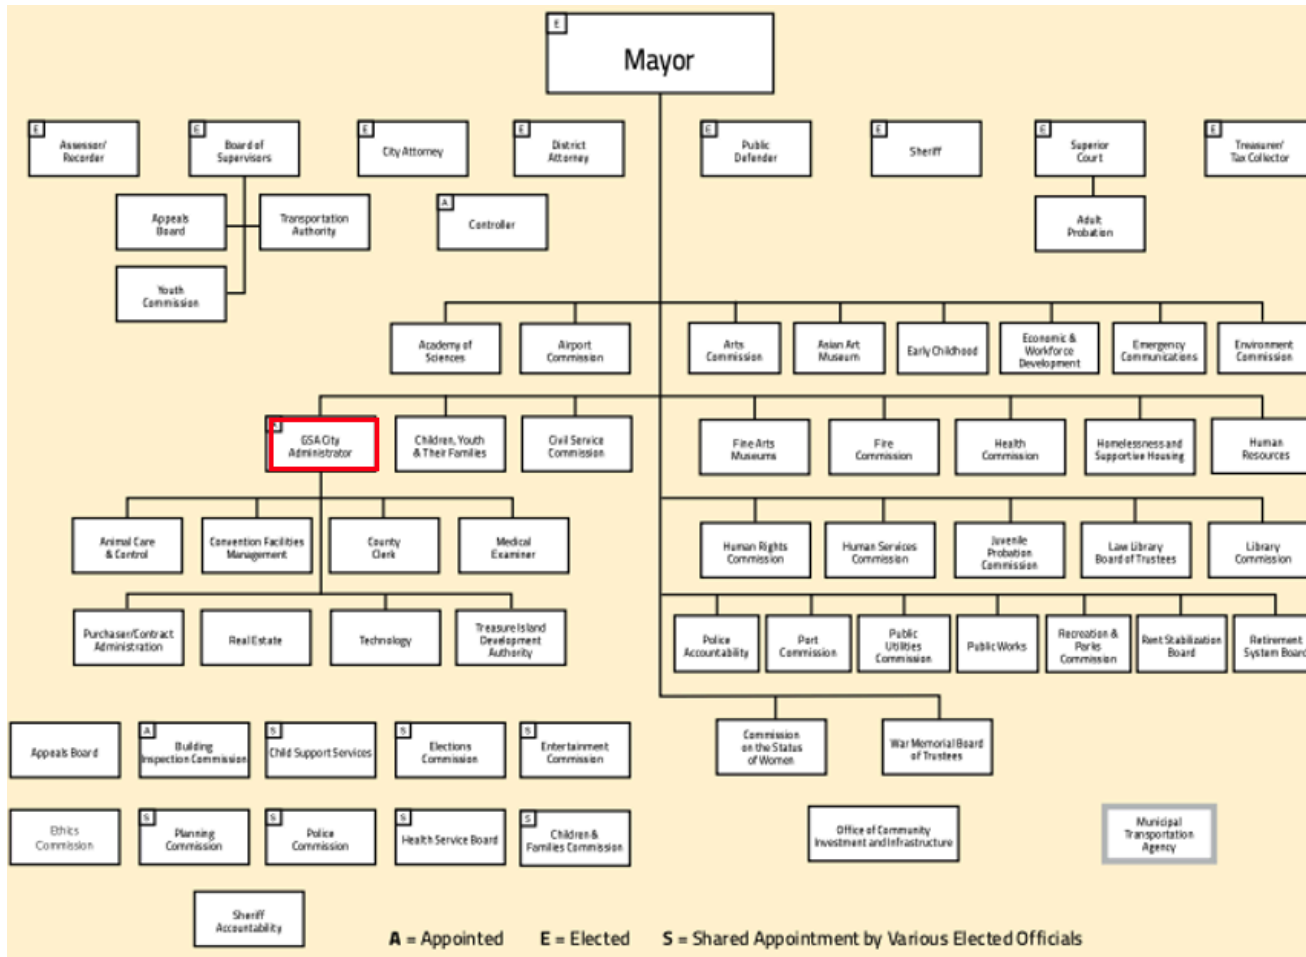 E
Mayor
E
Assessor/
Recorder
E
Board of
Supervisors
E
City Attorney
E
District
Attorney
E
Public
Defender
E
Sheriff
E
Superior
Court
E
Treasurer/
Tax Collector
Appeals
Board
Transportation
Authority
A
Controller
Adult
Probation
Youth
Commission
Academy of
Sciences
Airport
Commission
Arts
Commission
Asian Art
Museum
Early Childhood
Economic &
Workforce
Development
Emergency
Communications
Environment
Commission
GSA City
Administrator
Children, Youth
& Their Families
Civil Service
Commission
Fine Arts
Museums
Fire
Commission
Health
Commission
Homelessness and
Supportive Housing
Human
Resources
Animal Care
& Control
Convention Facilities
Management
County
Clerk
Medical
Examiner
Human Rights
Commission
Human Services
Commission
Juvenile
Probation
Commission
Law Library
Board of Trustees
Library
Commission
Purchaser/Contract
Administration
Real Estate
Technology
Treasure Island
Development
Authority
Police
Accountability
Port
Commission
Public
Utilities
Commission
Public Works
Recreation &
Parks
Commission
Rent Stabilization
Board
Retirement
System Board
Commission
on the Status
of Women
War Memorial Board
of Trustees
Appeals Board
A
Building
Inspection Commission
S
Child Support Services
S
Elections
Commission
S
Entertainment
Commission
Ethics
Commission
S
Planning
Commission
S
Police
Commission
S
Health Service Board
S
Children &
Families Commission
Office of Community
Investment and Infrastructure
Municipal
Transportation
Agency
Sheriff
Accountability
A = Appointed E = Elected S = Shared Appointment by Various Elected Officials